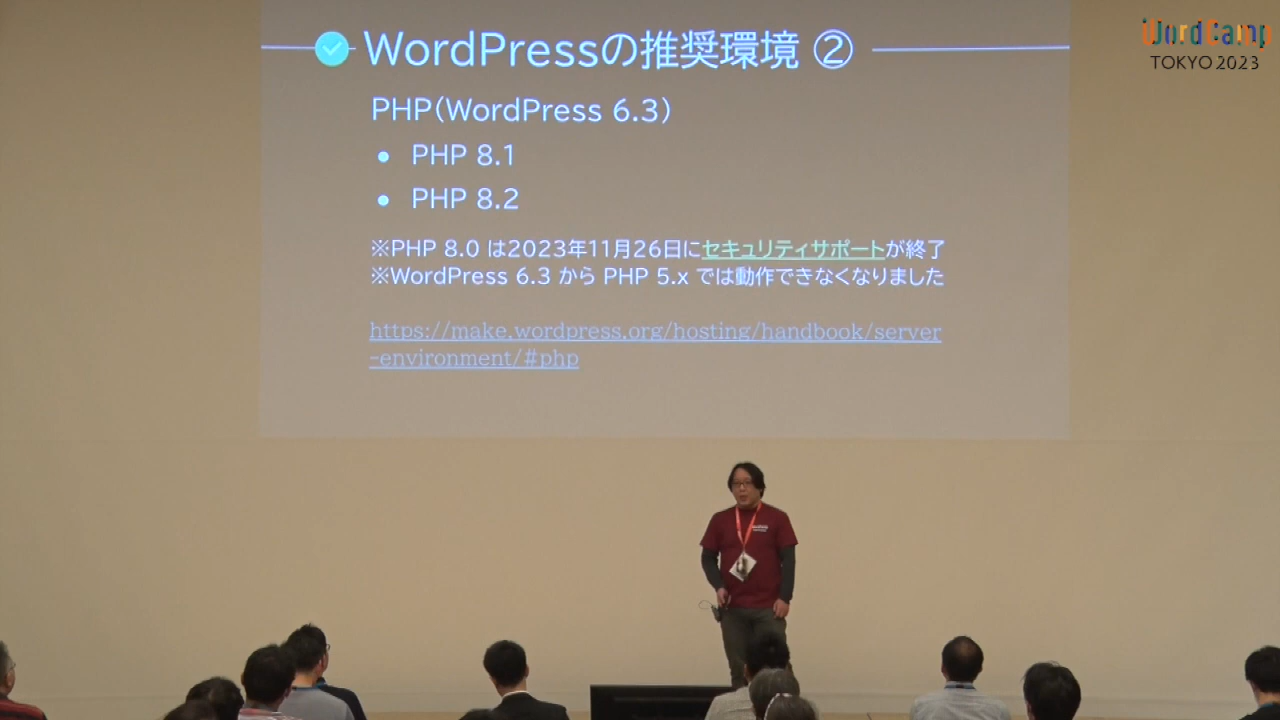 WordPressの推奨環境 ②
WordCamp
TOKYO 2023
PHP(WordPress 6.3)
• PHP 8.1
• PHP 8.2
※PHP 8.0 は2023年11月26日にセキュリティサポートが終了
※WordPress 6.3 から PHP 5.x では動作できなくなりました
https://make.wordpress.org/hosting/handbook/server
-environment/#php